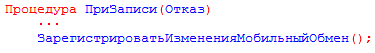 Процедура ПриЗаписи(Отказ)
...
ЗарегистрироватьИзмененияМобильныйОбмен();